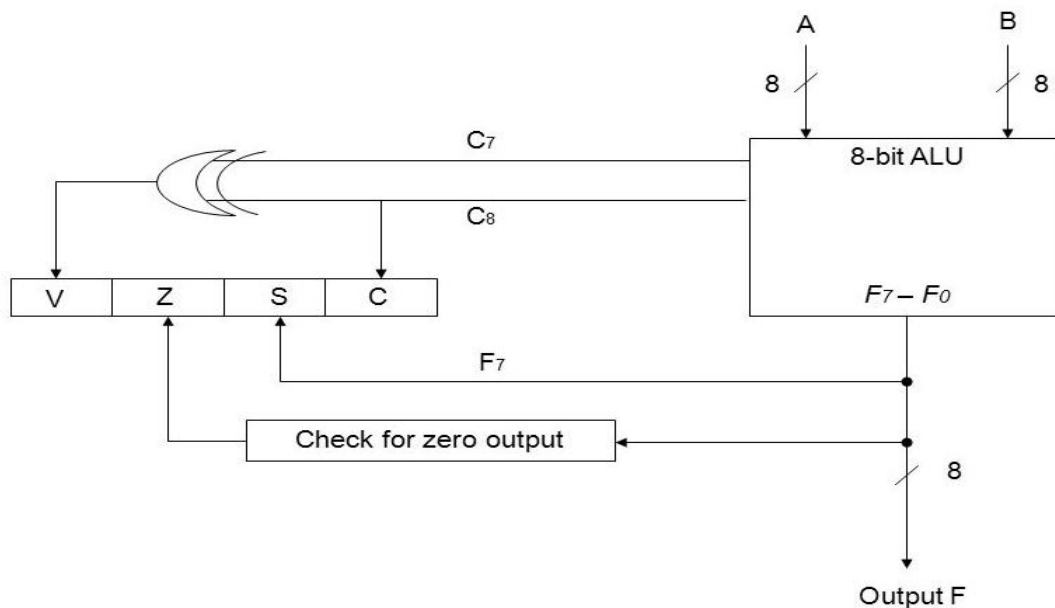 A B
8 8
C7
8-bit ALU
C8
V Z S C
F7 – F0
F7
Check for zero output
8
Output F